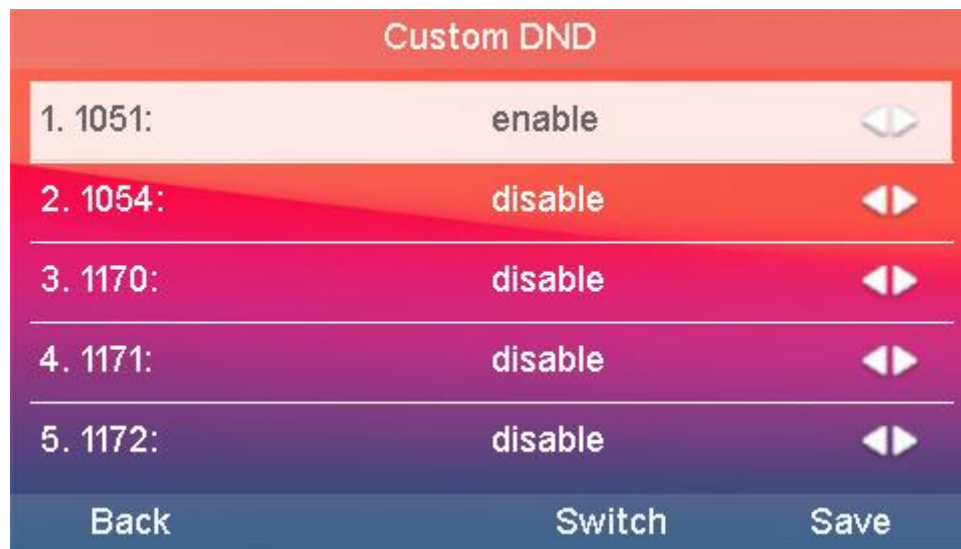 Custom DND
1. 1051: enable
2. 1054: disable
3. 1170: disable
4. 1171: disable
5. 1172: disable
Back Switch Save